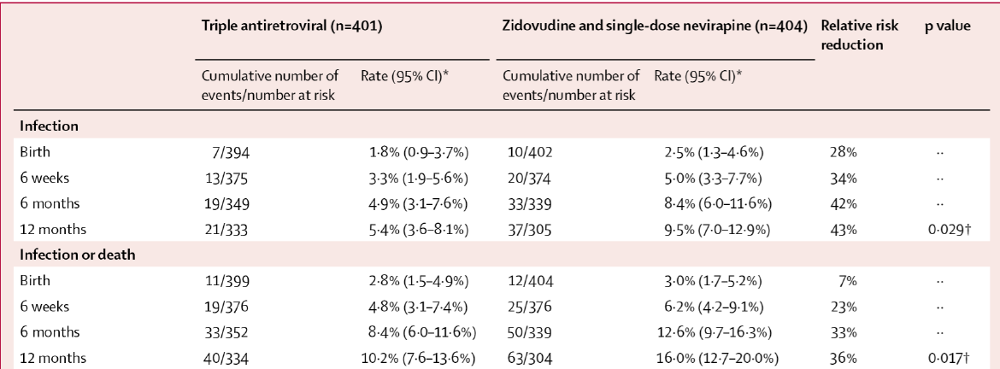 Triple antiretroviral (n=401) Zidovudine and single-dose nevirapine (n=404) Relative risk reduction p value
Cumulative number of events/number at risk Rate (95% CI)* Cumulative number of events/number at risk Rate (95% CI)*
Infection
Birth 7/394 1·8% (0·9–3·7%) 10/402 2·5% (1·3–4·6%) 28% ··
6 weeks 13/375 3·3% (1·9–5·6%) 20/374 5·0% (3·3–7·7%) 34% ··
6 months 19/349 4·9% (3·1–7·6%) 33/339 8·4% (6·0–11·6%) 42% ··
12 months 21/333 5·4% (3·6–8·1%) 37/305 9·5% (7·0–12·9%) 43% 0·029†
Infection or death
Birth 11/399 2·8% (1·5–4·9%) 12/404 3·0% (1·7–5·2%) 7% ··
6 weeks 19/376 4·8% (3·1–7·4%) 25/376 6·2% (4·2–9·1%) 23% ··
6 months 33/352 8·4% (6·0–11·6%) 50/339 12·6% (9·7–16·3%) 33% ··
12 months 40/334 10·2% (7·6–13·6%) 63/304 16·0% (12·7–20·0%) 36% 0·017†